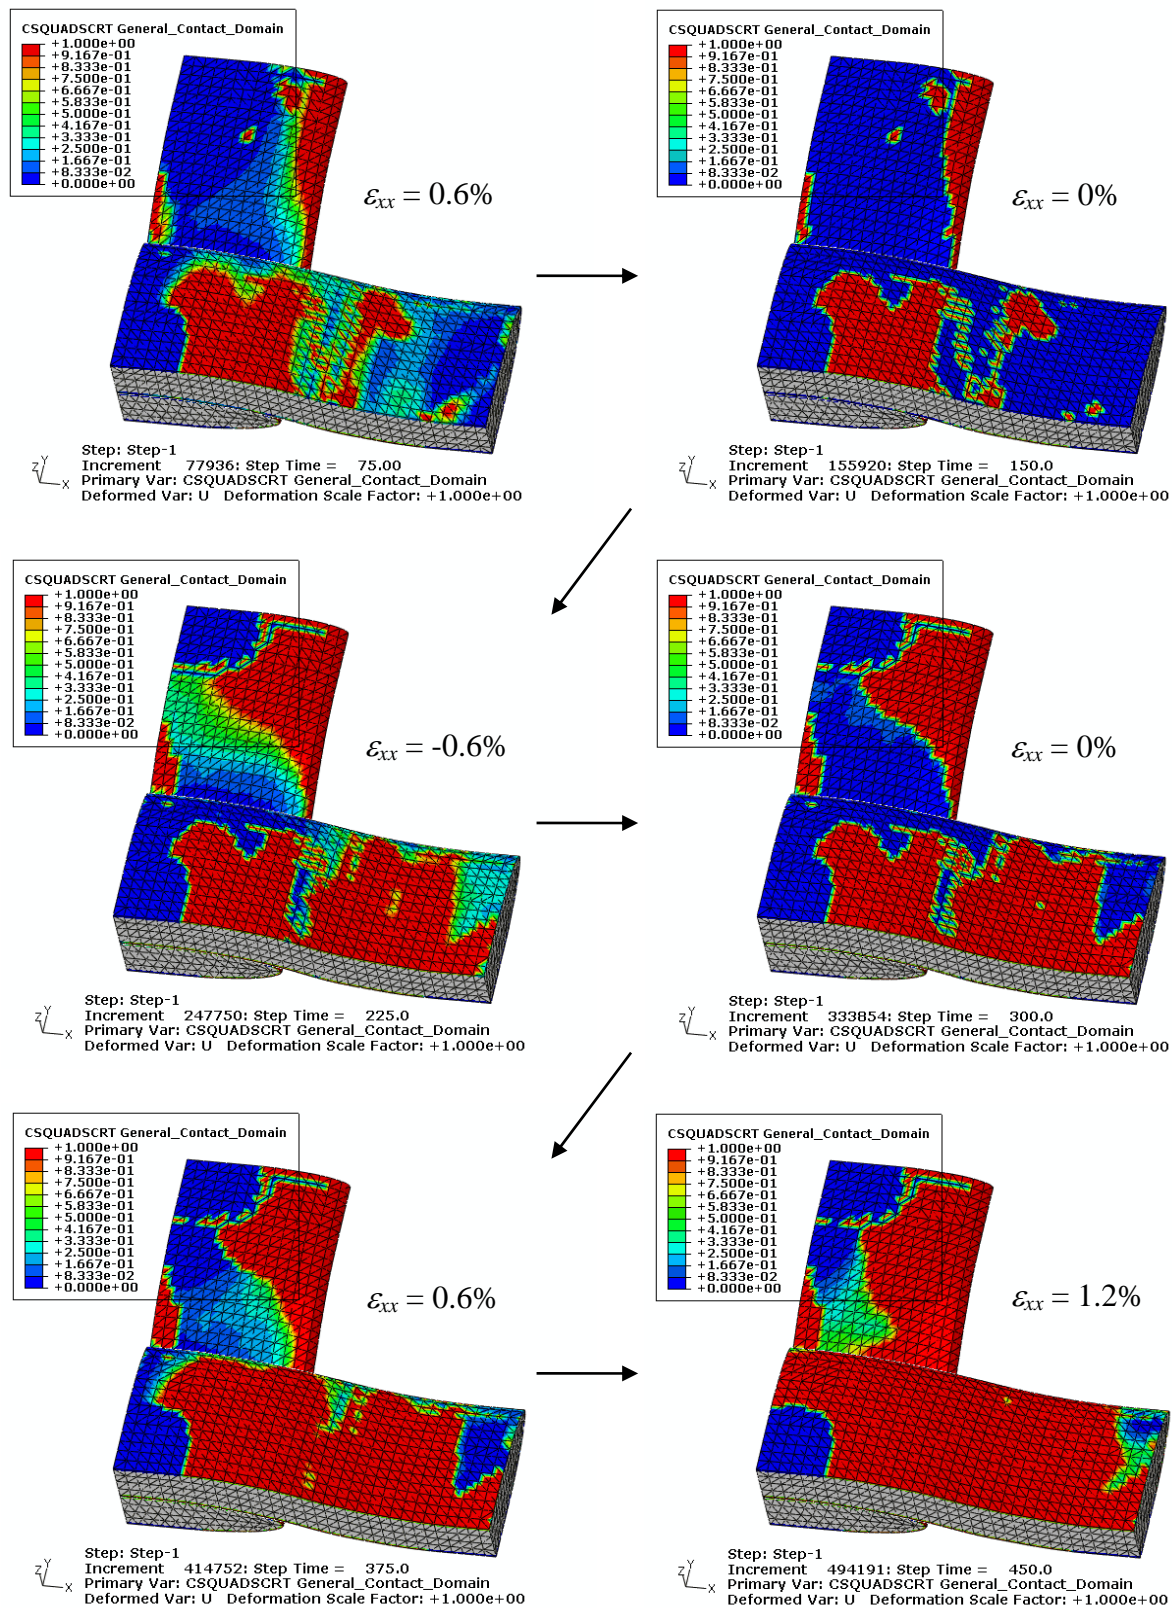 CSQUADSCRT General_Contact_Domain
+1.000e+00
+9.167e-01
+8.333e-01
+7.500e-01
+6.667e-01
+5.833e-01
+5.000e-01
+4.167e-01
+3.333e-01
+2.500e-01
+1.667e-01
+8.333e-02
+0.000e+00
εxx = 0.6%
Y
Z
X
Step: Step-1
Increment 77936: Step Time = 75.00
Primary Var: CSQUADSCRT General_Contact_Domain
Deformed Var: U Deformation Scale Factor: +1.000e+00
CSQUADSCRT General_Contact_Domain
+1.000e+00
+9.167e-01
+8.333e-01
+7.500e-01
+6.667e-01
+5.833e-01
+5.000e-01
+4.167e-01
+3.333e-01
+2.500e-01
+1.667e-01
+8.333e-02
+0.000e+00
εxx = 0%
Y
Z
X
Step: Step-1
Increment 155920: Step Time = 150.0
Primary Var: CSQUADSCRT General_Contact_Domain
Deformed Var: U Deformation Scale Factor: +1.000e+00
CSQUADSCRT General_Contact_Domain
+1.000e+00
+9.167e-01
+8.333e-01
+7.500e-01
+6.667e-01
+5.833e-01
+5.000e-01
+4.167e-01
+3.333e-01
+2.500e-01
+1.667e-01
+8.333e-02
+0.000e+00
εxx = -0.6%
Y
Z
X
Step: Step-1
Increment 247750: Step Time = 225.0
Primary Var: CSQUADSCRT General_Contact_Domain
Deformed Var: U Deformation Scale Factor: +1.000e+00
CSQUADSCRT General_Contact_Domain
+1.000e+00
+9.167e-01
+8.333e-01
+7.500e-01
+6.667e-01
+5.833e-01
+5.000e-01
+4.167e-01
+3.333e-01
+2.500e-01
+1.667e-01
+8.333e-02
+0.000e+00
εxx = 0%
Y
Z
X
Step: Step-1
Increment 333854: Step Time = 300.0
Primary Var: CSQUADSCRT General_Contact_Domain
Deformed Var: U Deformation Scale Factor: +1.000e+00
CSQUADSCRT General_Contact_Domain
+1.000e+00
+9.167e-01
+8.333e-01
+7.500e-01
+6.667e-01
+5.833e-01
+5.000e-01
+4.167e-01
+3.333e-01
+2.500e-01
+1.667e-01
+8.333e-02
+0.000e+00
εxx = 0.6%
Y
Z
X
Step: Step-1
Increment 414752: Step Time = 375.0
Primary Var: CSQUADSCRT General_Contact_Domain
Deformed Var: U Deformation Scale Factor: +1.000e+00
CSQUADSCRT General_Contact_Domain
+1.000e+00
+9.167e-01
+8.333e-01
+7.500e-01
+6.667e-01
+5.833e-01
+5.000e-01
+4.167e-01
+3.333e-01
+2.500e-01
+1.667e-01
+8.333e-02
+0.000e+00
εxx = 1.2%
Y
Z
X
Step: Step-1
Increment 494191: Step Time = 450.0
Primary Var: CSQUADSCRT General_Contact_Domain
Deformed Var: U Deformation Scale Factor: +1.000e+00